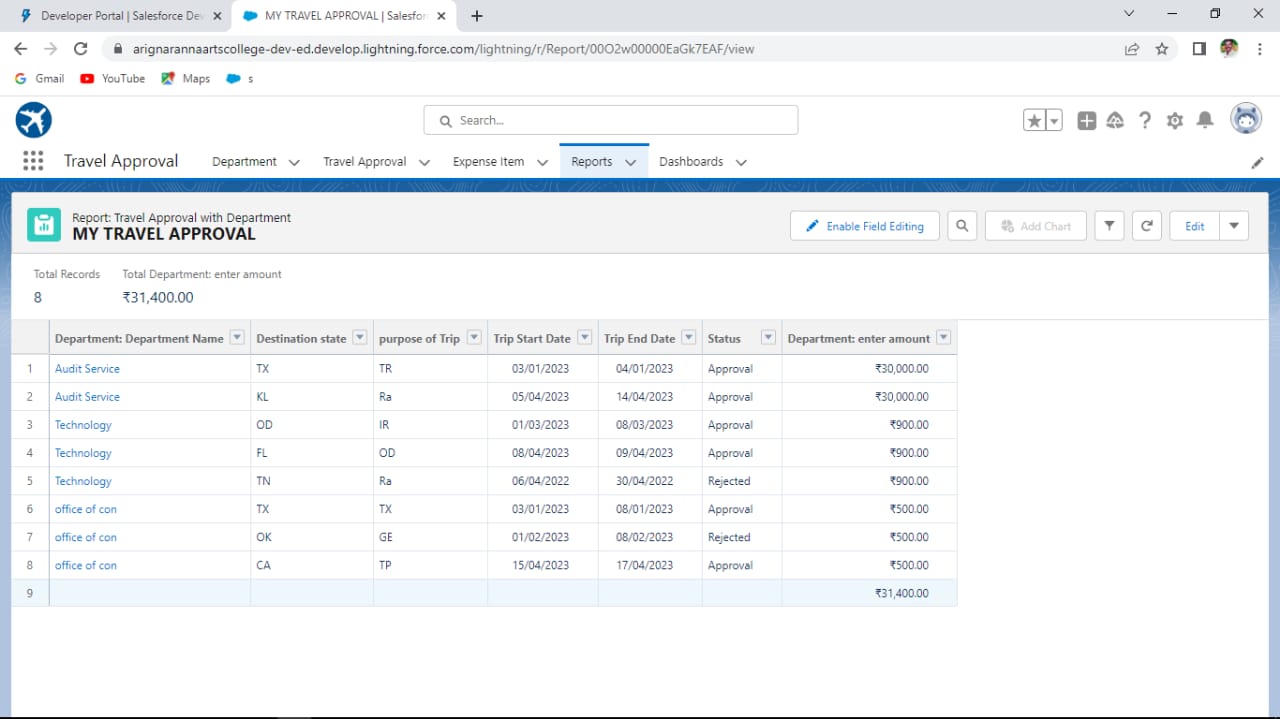 Developer Portal | Salesforce Dev
MY TRAVEL APPROVAL | Salesforc
arignarannaartscollege-dev-ed.develop.lightning.force.com/lightning/r/Report/00O2w00000EaGk7EAF/view
Gmail YouTube Maps s
Search...
Travel Approval Department Travel Approval Expense Item Reports Dashboards
Report: Travel Approval with Department
MY TRAVEL APPROVAL
Enable Field Editing Add Chart Edit
Total Records Total Department: enter amount
8 ₹31,400.00
Department: Department Name Destination state purpose of Trip Trip Start Date Trip End Date Status Department: enter amount
1 Audit Service TX TR 03/01/2023 04/01/2023 Approval ₹30,000.00
2 Audit Service KL Ra 05/04/2023 14/04/2023 Approval ₹30,000.00
3 Technology OD IR 01/03/2023 08/03/2023 Approval ₹900.00
4 Technology FL OD 08/04/2023 09/04/2023 Approval ₹900.00
5 Technology TN Ra 06/04/2022 30/04/2022 Rejected ₹900.00
6 office of con TX TX 03/01/2023 08/01/2023 Approval ₹500.00
7 office of con OK GE 01/02/2023 08/02/2023 Rejected ₹500.00
8 office of con CA TP 15/04/2023 17/04/2023 Approval ₹500.00
9 ₹31,400.00